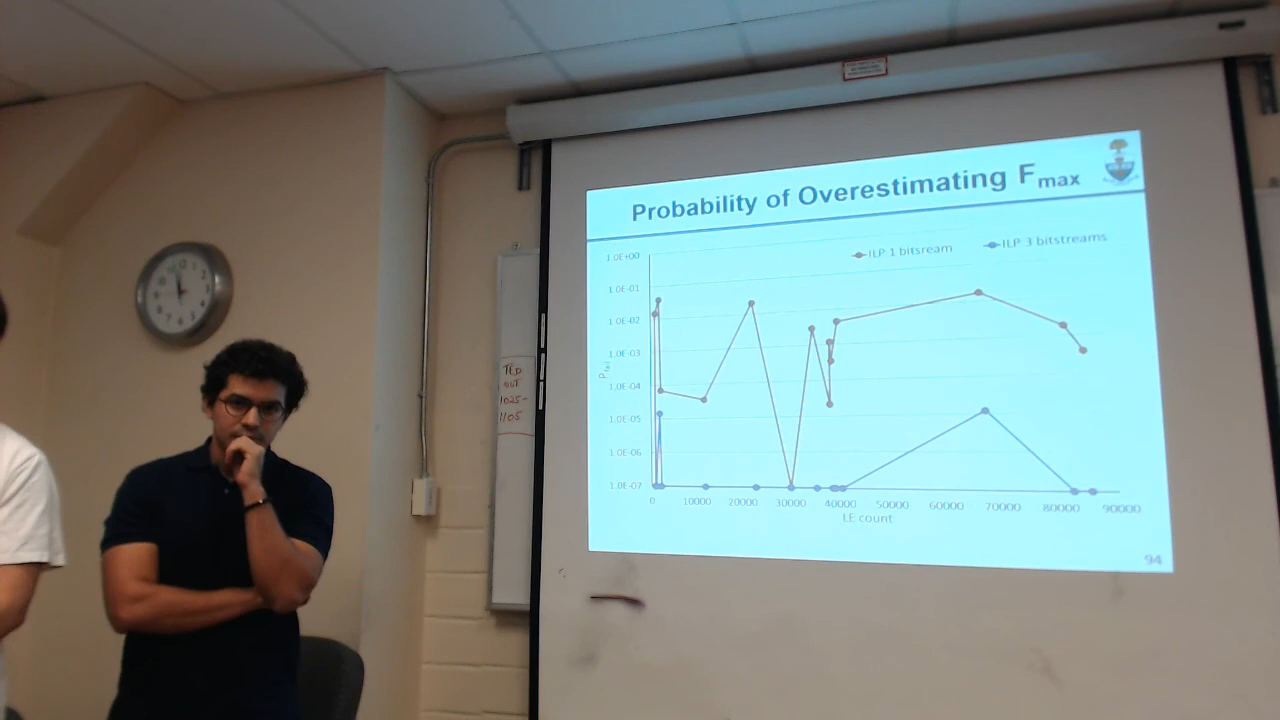 Probability of Overestimating Fmax
ILP 1 bitsream
ILP 3 bitstreams
1.0E+00
1.0E-01
1.0E-02
1.0E-03
1.0E-04
1.0E-05
1.0E-06
1.0E-07
Pfail
0 10000 20000 30000 40000 50000 60000 70000 80000 90000
LE count
94
TED
OUT
1025-
1105